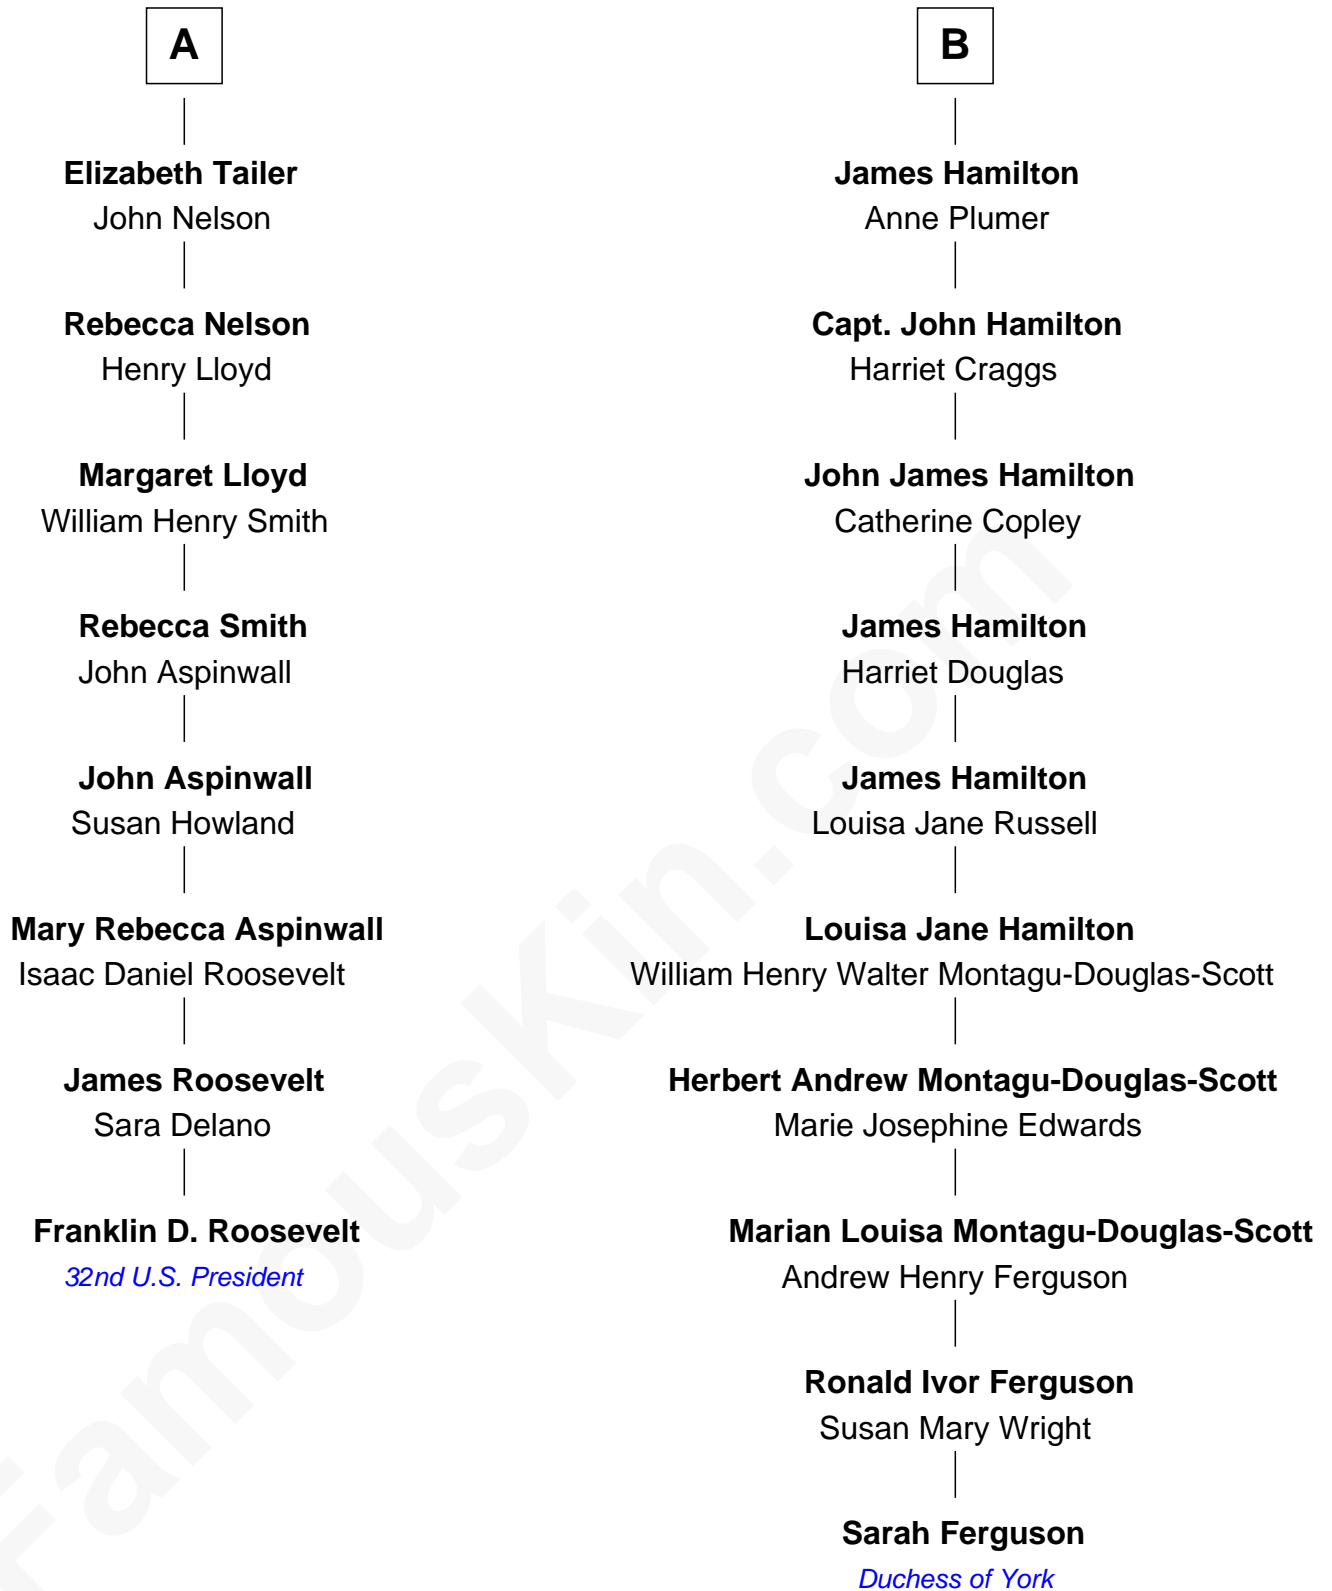 A
Elizabeth Tailer
John Nelson
Rebecca Nelson
Henry Lloyd
Margaret Lloyd
William Henry Smith
Rebecca Smith
John Aspinwall
John Aspinwall
Susan Howland
Mary Rebecca Aspinwall
Isaac Daniel Roosevelt
James Roosevelt
Sara Delano
Franklin D. Roosevelt
32nd U.S. President
B
James Hamilton
Anne Plumer
Capt. John Hamilton
Harriet Craggs
John James Hamilton
Catherine Copley
James Hamilton
Harriet Douglas
James Hamilton
Louisa Jane Russell
Louisa Jane Hamilton
William Henry Walter Montagu-Douglas-Scott
Herbert Andrew Montagu-Douglas-Scott
Marie Josephine Edwards
Marian Louisa Montagu-Douglas-Scott
Andrew Henry Ferguson
Ronald Ivor Ferguson
Susan Mary Wright
Sarah Ferguson
Duchess of York
FamousKin.com